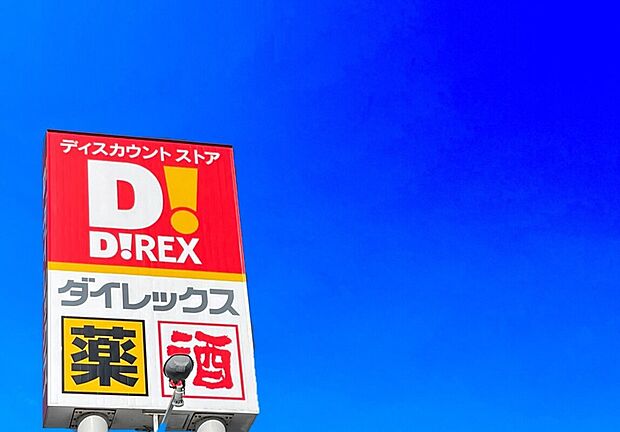 ディスカウント ストア
D!
D!REX
ダイレックス
薬 酒